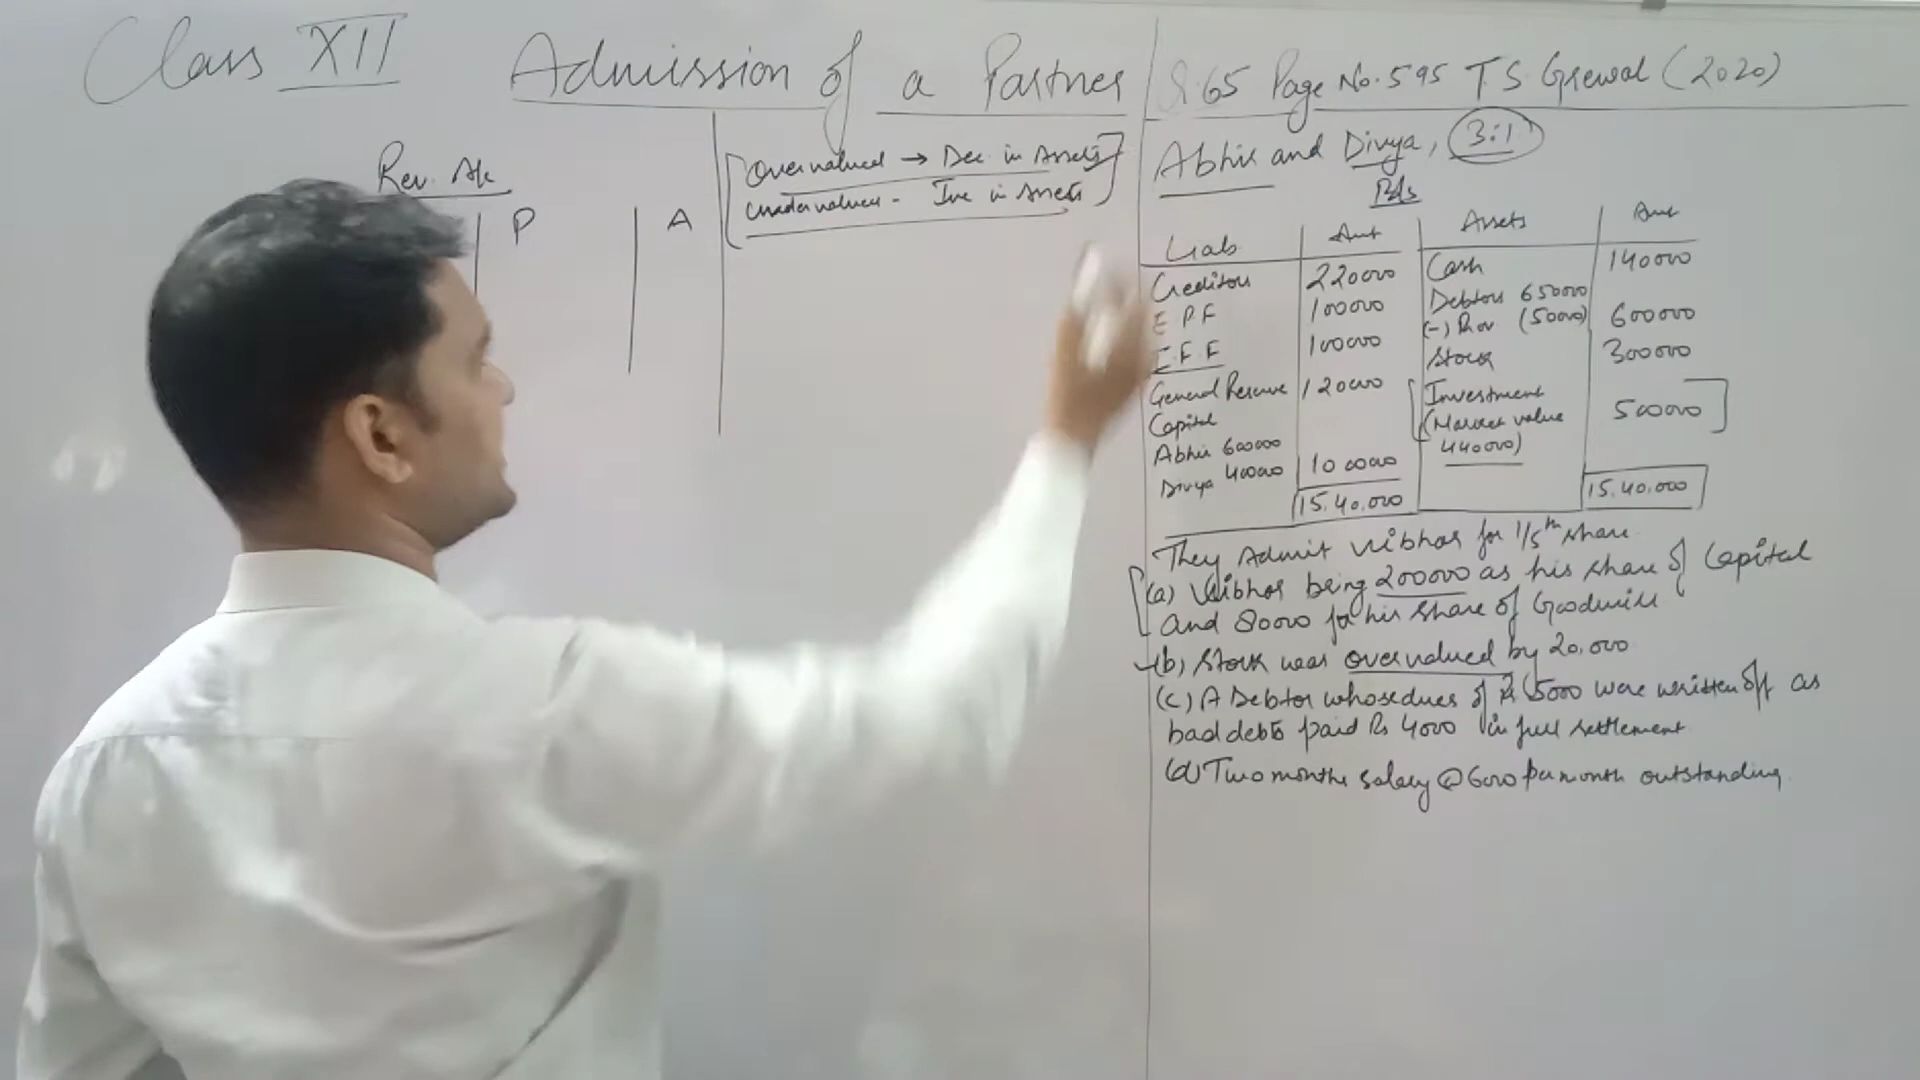 Class XII Admission of a Partner
Q.65 Page No.595 T S Grewal (2020)
Rev. A/c
P A
Overvalued → Dec. in Assets
Undervalued - Inc in Assets
Abhir and Divya, 3:1
B/s
Liab. Amt Assets Amt
Creditors 220000 Cash 140000
E P F 100000 Debtors 650000
(-) Prov (50000) 600000
I.F.F 100000 Stock 300000
General Reserve 120000 Investment 500000
Capital (Market value
Abhir 600000 440000)
Divya 400000 1000000
15,40,000 15,40,000
They Admit Vibhor for 1/5th share.
(a) Vibhor being 200000 as his share of Capital
and 80000 for his share of Goodwill
(b) Stock was overvalued by 20,000
(c) A Debtor whose dues of 5000 were written off as
bad debts paid Rs 4000 in full settlement
(d) Two months salary @ 6000 per month outstanding.